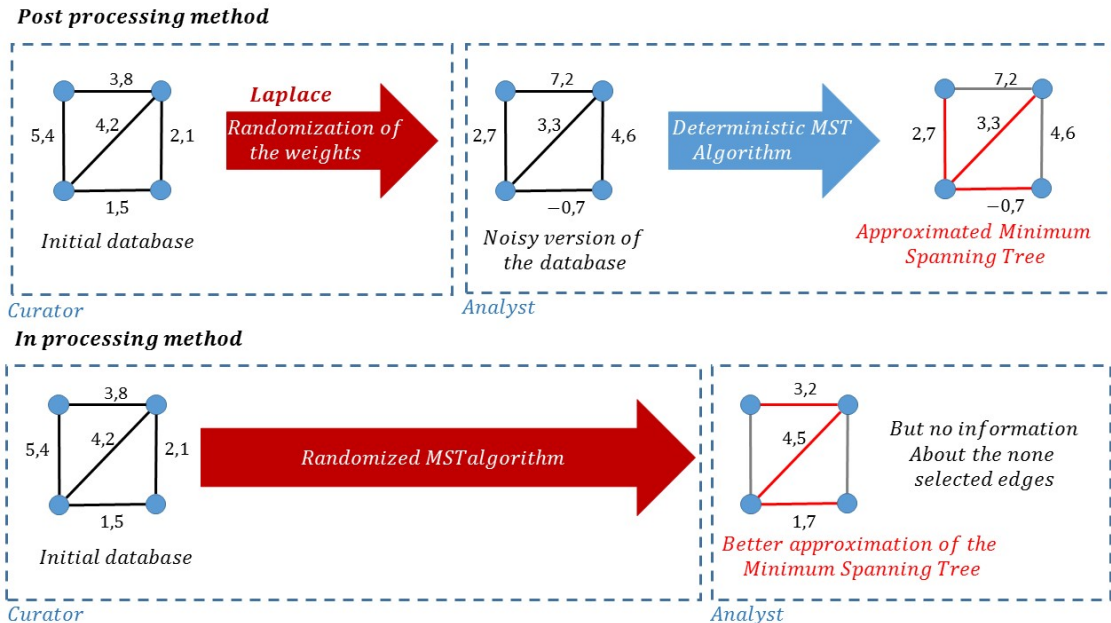 Post processing method
3,8
5,4
4,2
2,1
1,5
Initial database
Curator
Laplace
Randomization of
the weights
7,2
2,7
3,3
4,6
−0,7
Noisy version of
the database
Deterministic MST
Algorithm
7,2
2,7
3,3
4,6
−0,7
Approximated Minimum
Spanning Tree
Analyst
In processing method
3,8
5,4
4,2
2,1
1,5
Initial database
Curator
Randomized MSTalgorithm
3,2
4,5
1,7
Better approximation of the
Minimum Spanning Tree
But no information
About the none
selected edges
Analyst